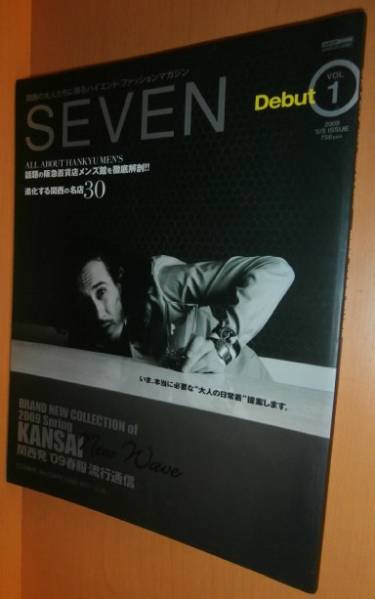 関西の大人たちに贈るハイエンド・ファッションマガジン
SEVEN
Debut
VOL
1
2009
5/5 ISSUE
ALL ABOUT HANKYU MEN'S
話題の阪急百貨店メンズ館を徹底解剖!!
進化する関西の名店30
いま、本当に必要な“大人の日常着”提案します。
BRAND NEW COLLECTION of
2009 Spring
KANSAI New Wave
関西発 '09春夏 流行通信